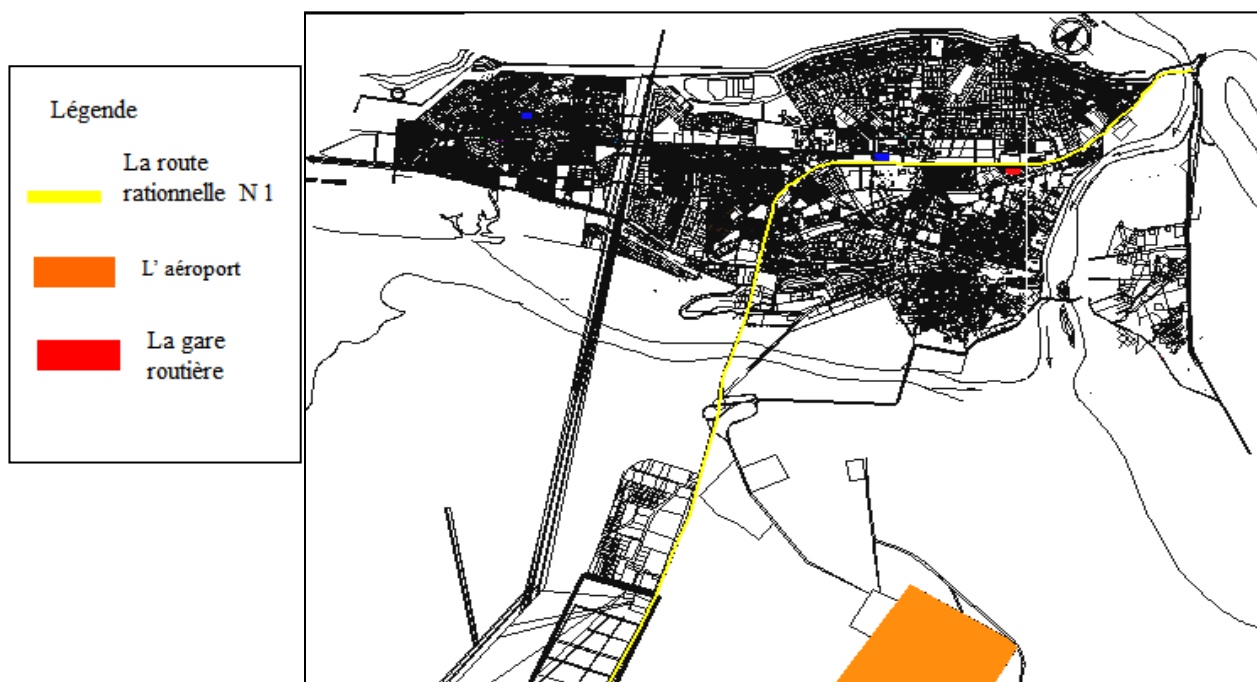 Légende
La route
rationnelle N 1
L' aéroport
La gare
routière